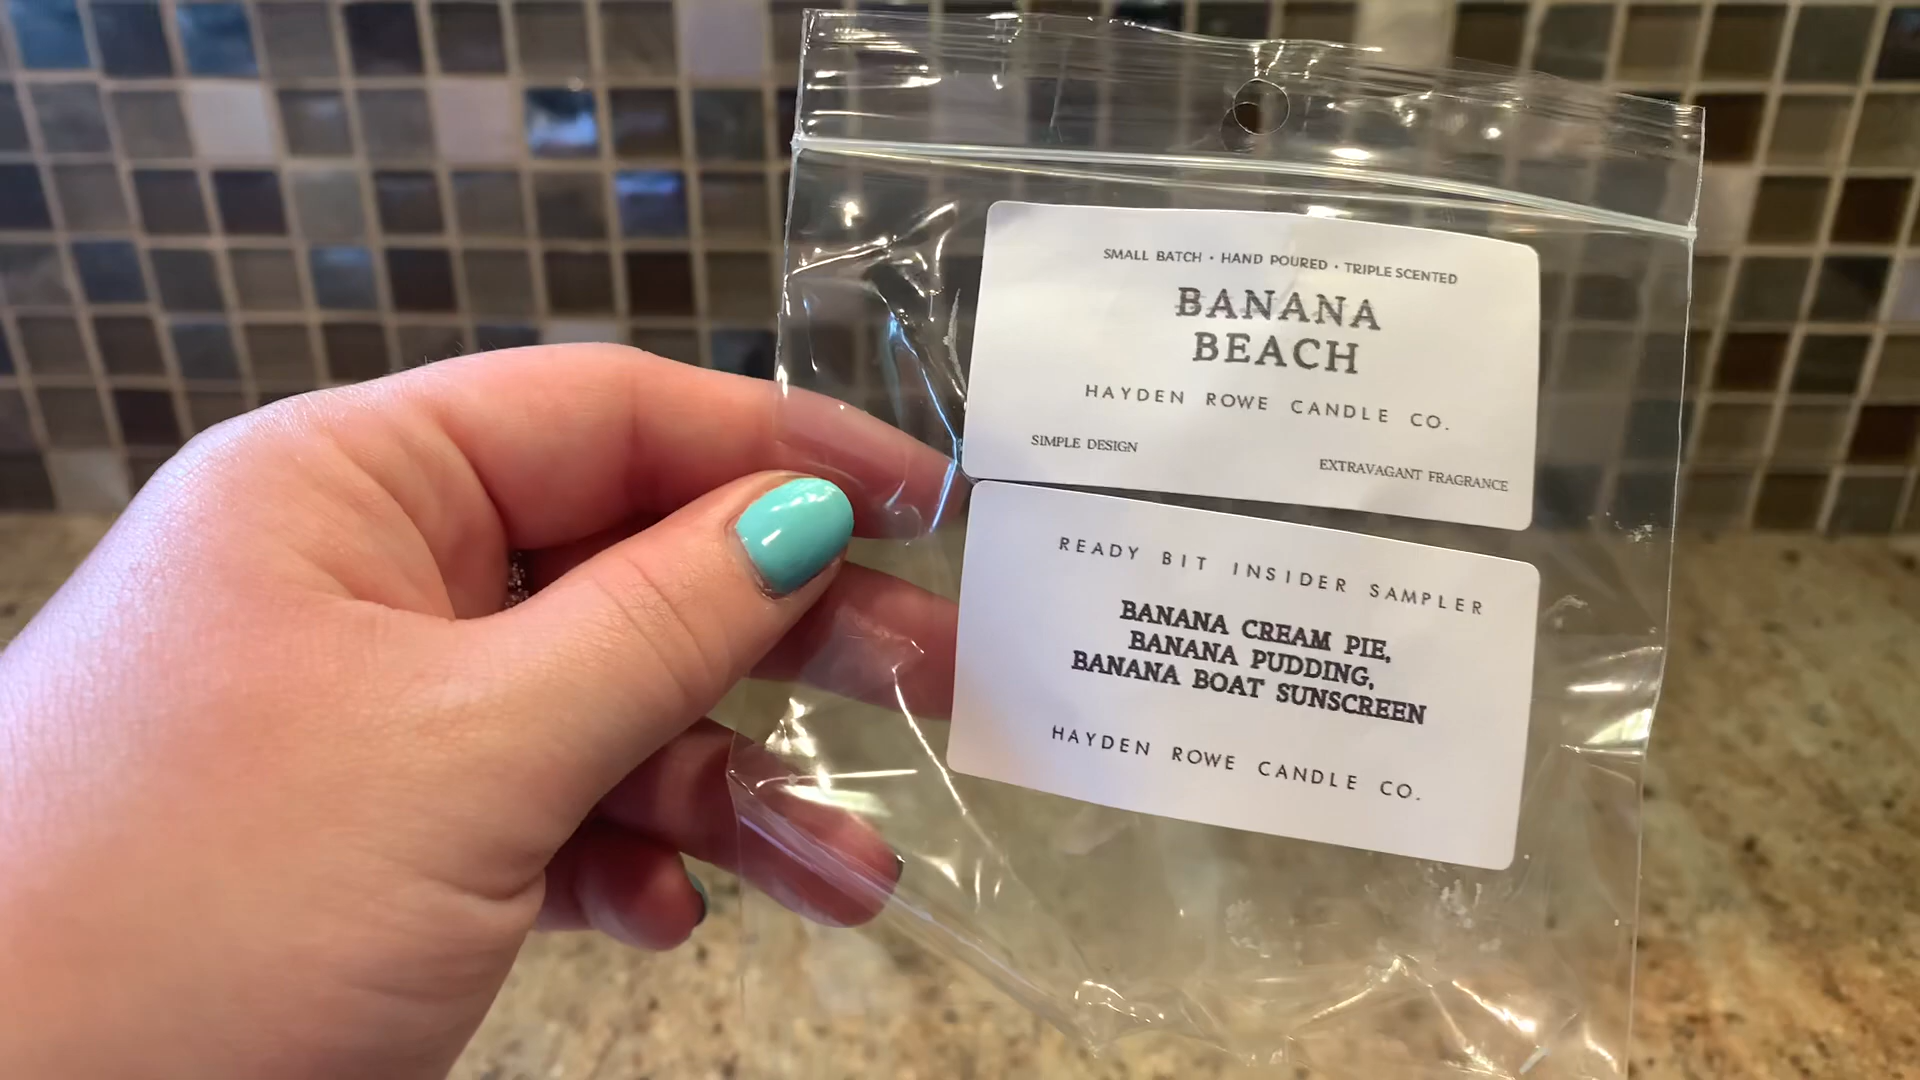 SMALL BATCH • HAND POURED • TRIPLE SCENTED
BANANA
BEACH
HAYDEN ROWE CANDLE CO.
SIMPLE DESIGN
EXTRAVAGANT FRAGRANCE
READY BIT INSIDER SAMPLER
BANANA CREAM PIE,
BANANA PUDDING,
BANANA BOAT SUNSCREEN
HAYDEN ROWE CANDLE CO.